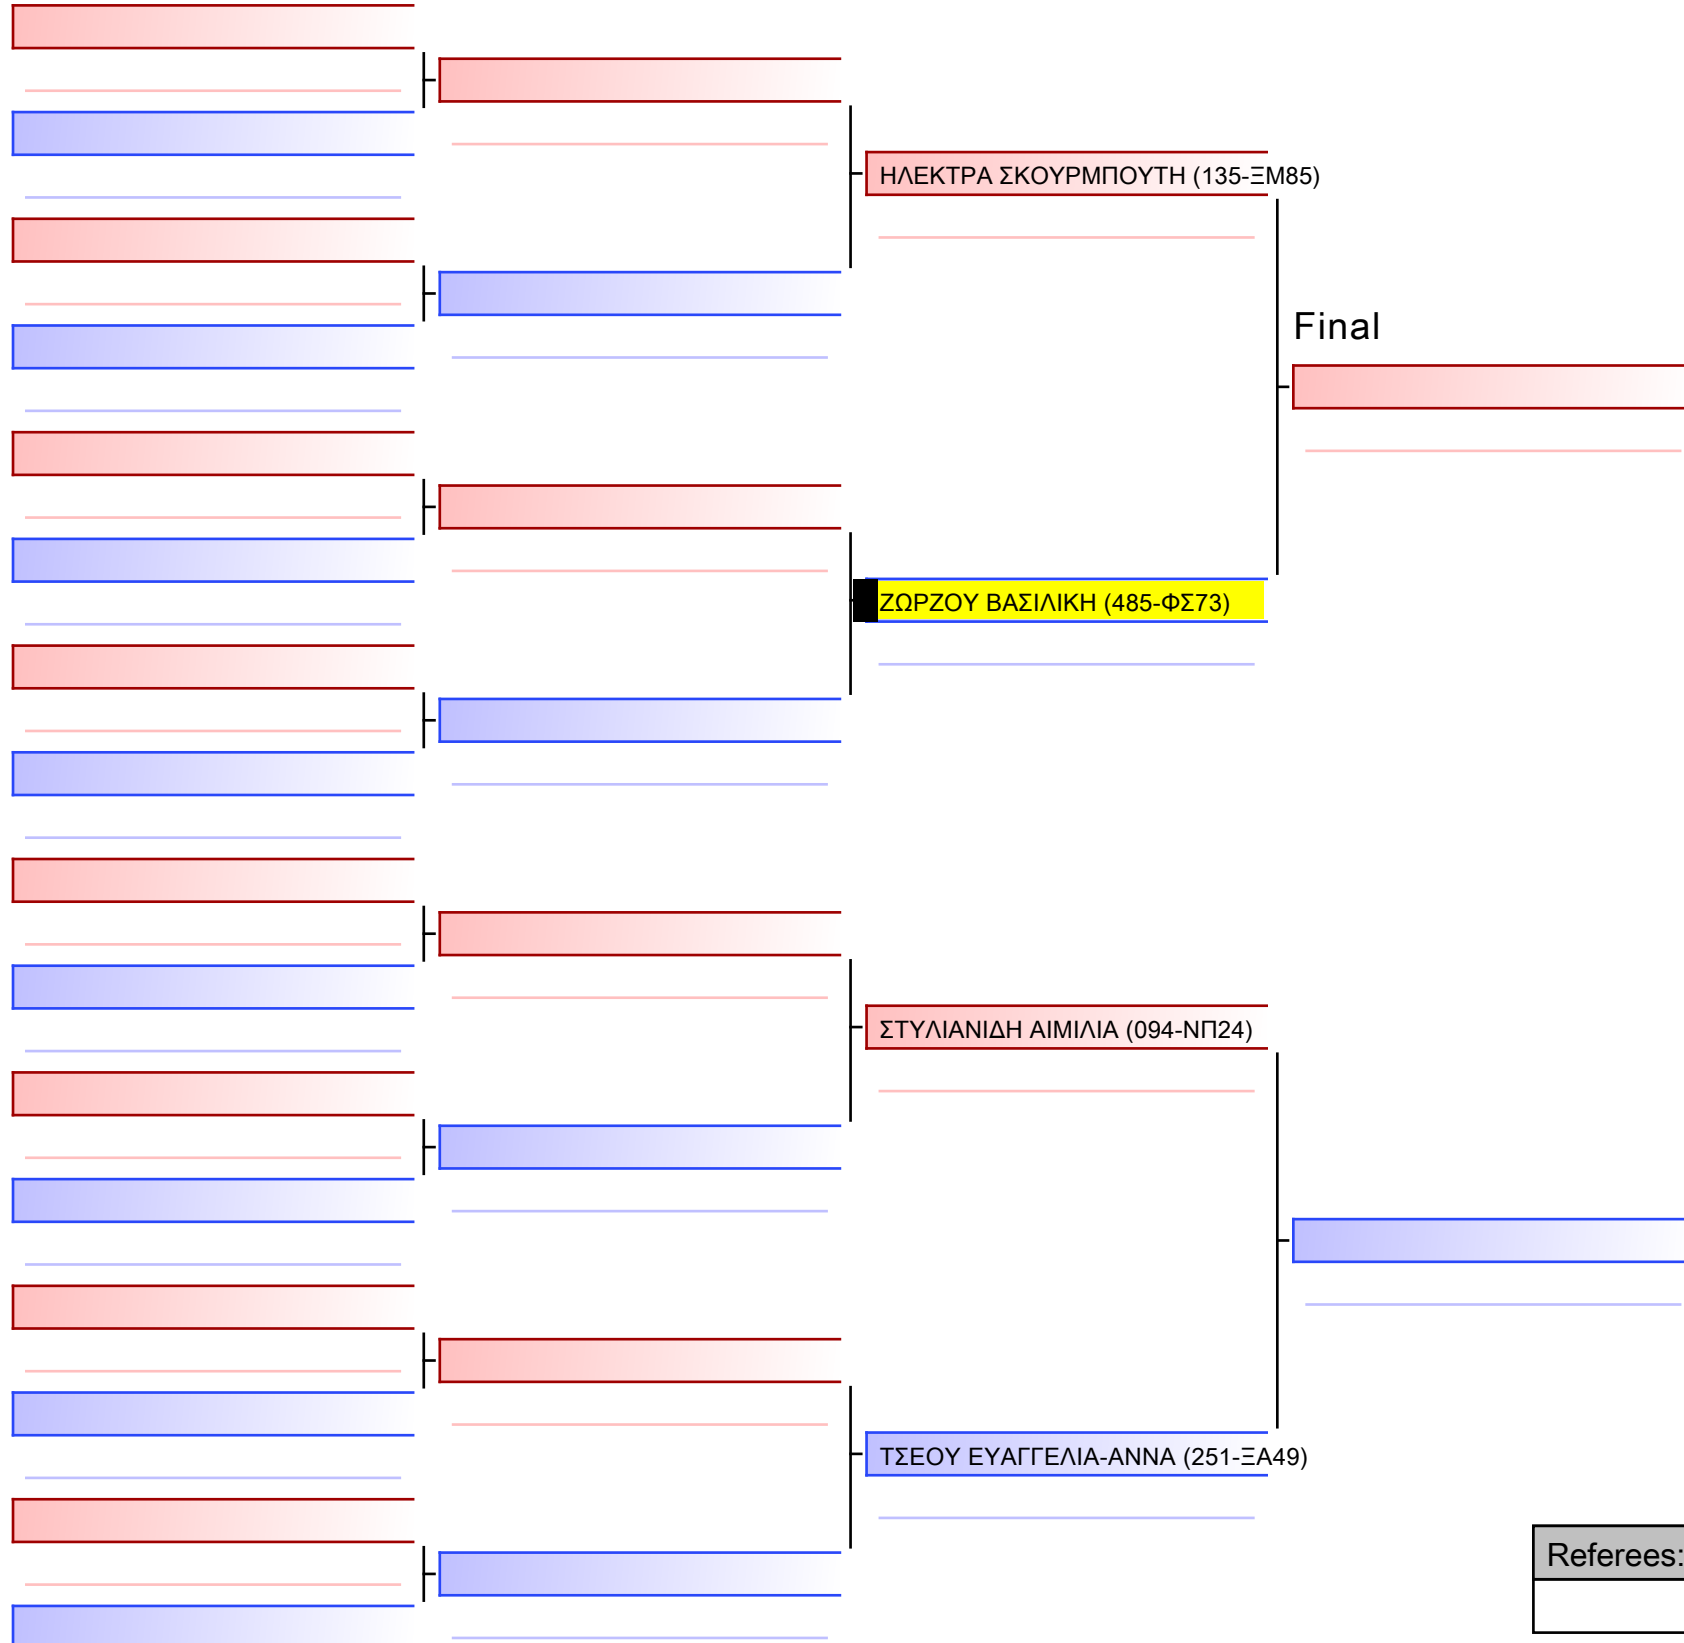 ΗΛΕΚΤΡΑ ΣΚΟΥΡΜΠΟΥΤΗ (135-ΞΜ85)
Final
ΖΩΡΖΟΥ ΒΑΣΙΛΙΚΗ (485-ΦΣ73)
ΣΤΥΛΙΑΝΙΔΗ ΑΙΜΙΛΙΑ (094-ΝΠ24)
ΤΣΕΟΥ ΕΥΑΓΓΕΛΙΑ-ΑΝΝΑ (251-ΞΑ49)
Referees: